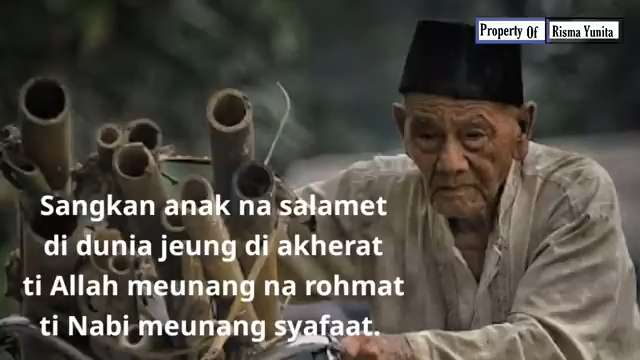 Property Of Risma Yunita
Sangkan anak na salamet
di dunia jeung di akherat
ti Allah meunang na rohmat
ti Nabi meunang syafaat.